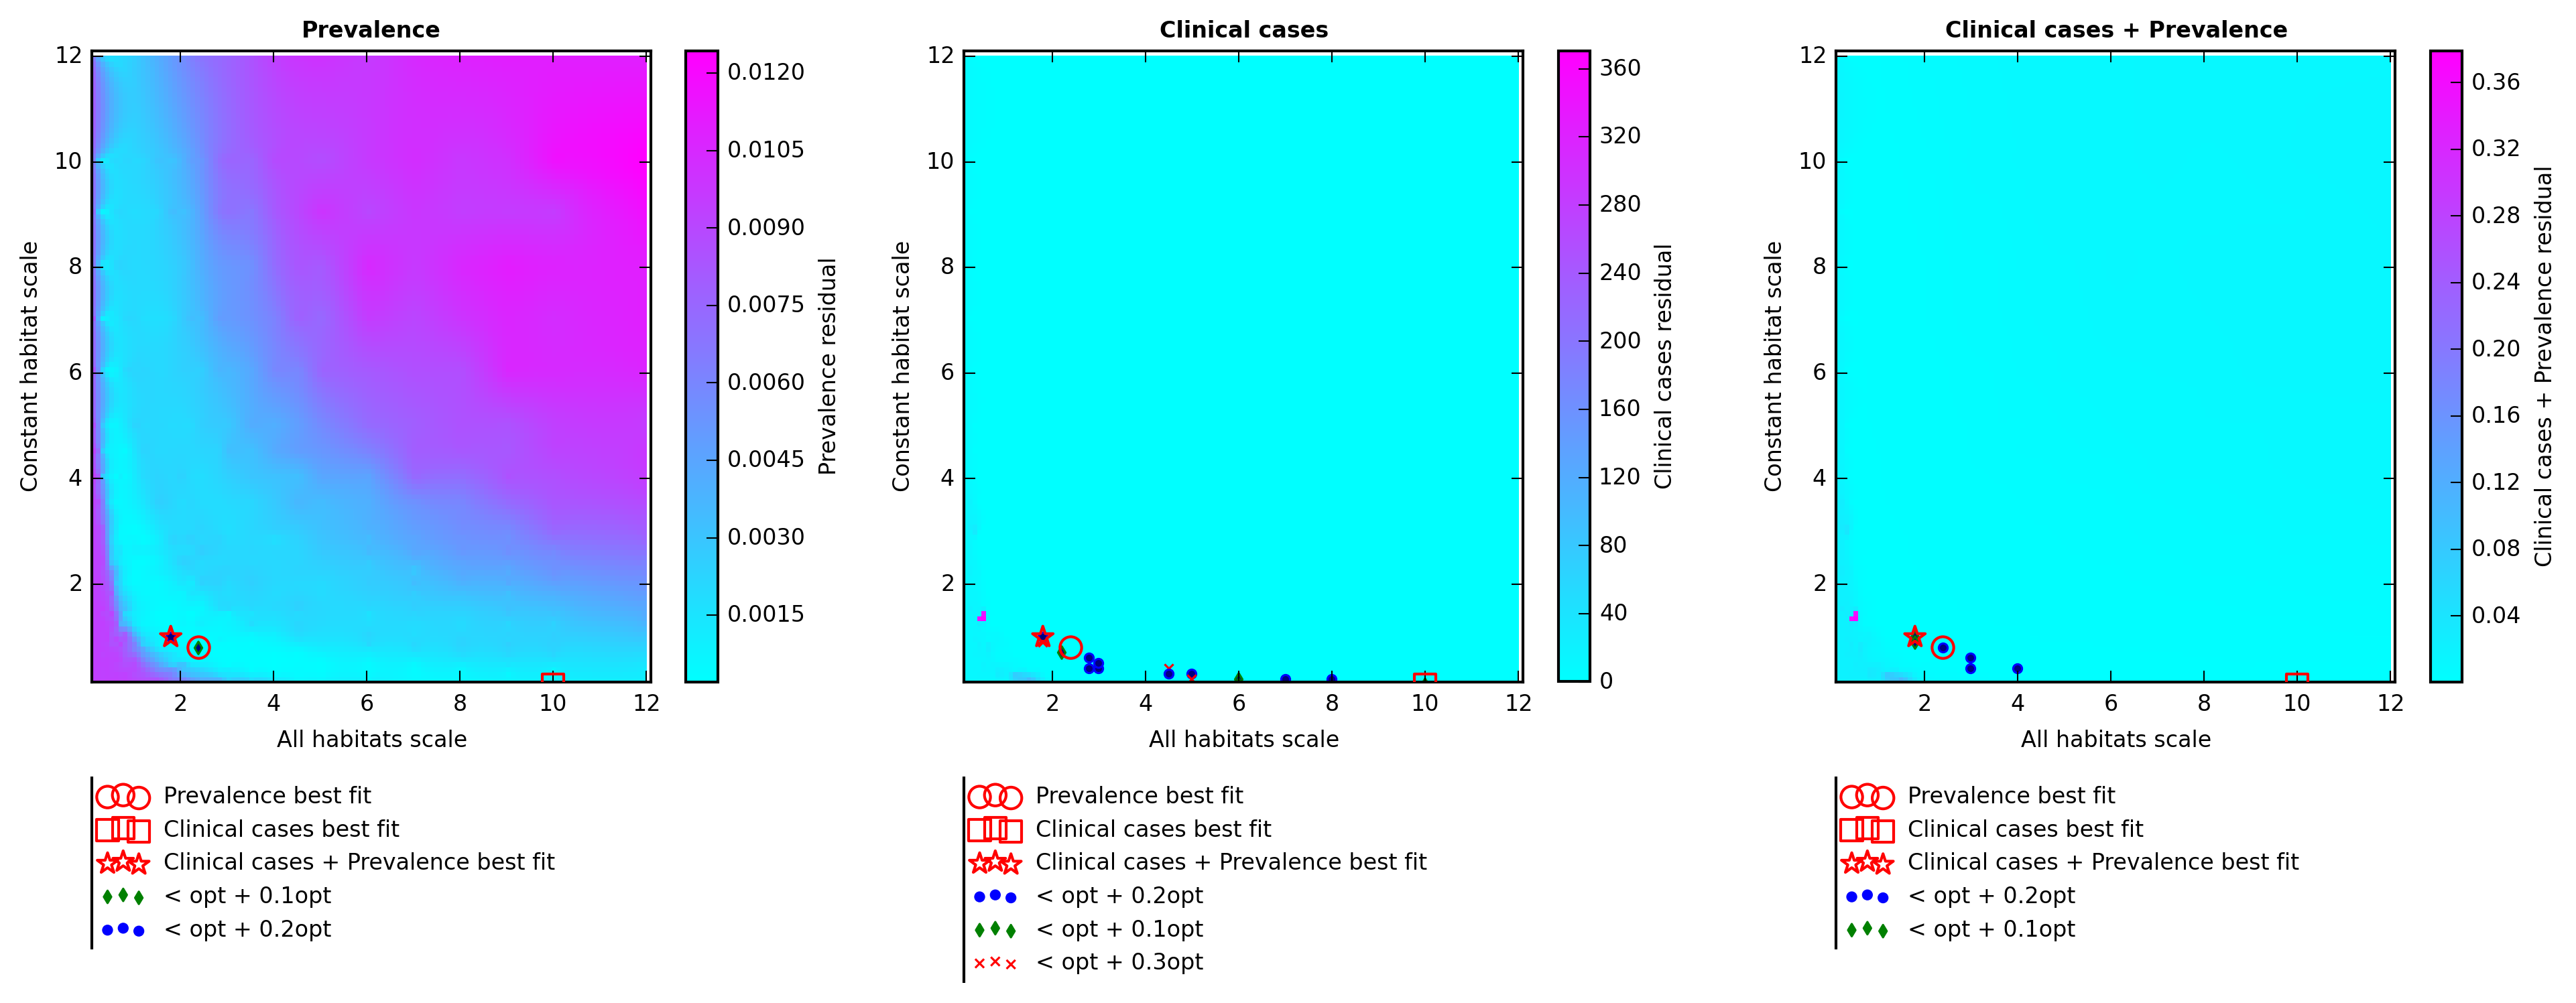 Prevalence
12
10
8
6
4
2
2 4 6 8 10 12
Constant habitat scale
All habitats scale
0.0120
0.0105
0.0090
0.0075
0.0060
0.0045
0.0030
0.0015
Prevalence residual
Prevalence best fit
Clinical cases best fit
Clinical cases + Prevalence best fit
< opt + 0.1opt
< opt + 0.2opt
Clinical cases
12
10
8
6
4
2
2 4 6 8 10 12
Constant habitat scale
All habitats scale
360
320
280
240
200
160
120
80
40
0
Clinical cases residual
Prevalence best fit
Clinical cases best fit
Clinical cases + Prevalence best fit
< opt + 0.2opt
< opt + 0.1opt
< opt + 0.3opt
Clinical cases + Prevalence
12
10
8
6
4
2
2 4 6 8 10 12
Constant habitat scale
All habitats scale
0.36
0.32
0.28
0.24
0.20
0.16
0.12
0.08
0.04
Clinical cases + Prevalence residual
Prevalence best fit
Clinical cases best fit
Clinical cases + Prevalence best fit
< opt + 0.2opt
< opt + 0.1opt